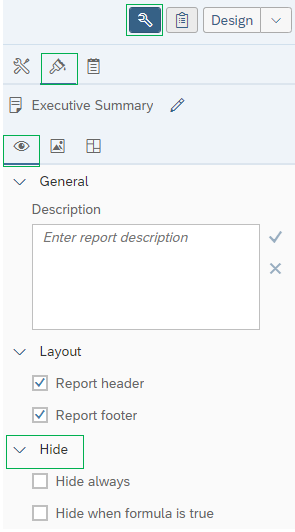 Design
Executive Summary
General
Description
Enter report description
Layout
Report header
Report footer
Hide
Hide always
Hide when formula is true